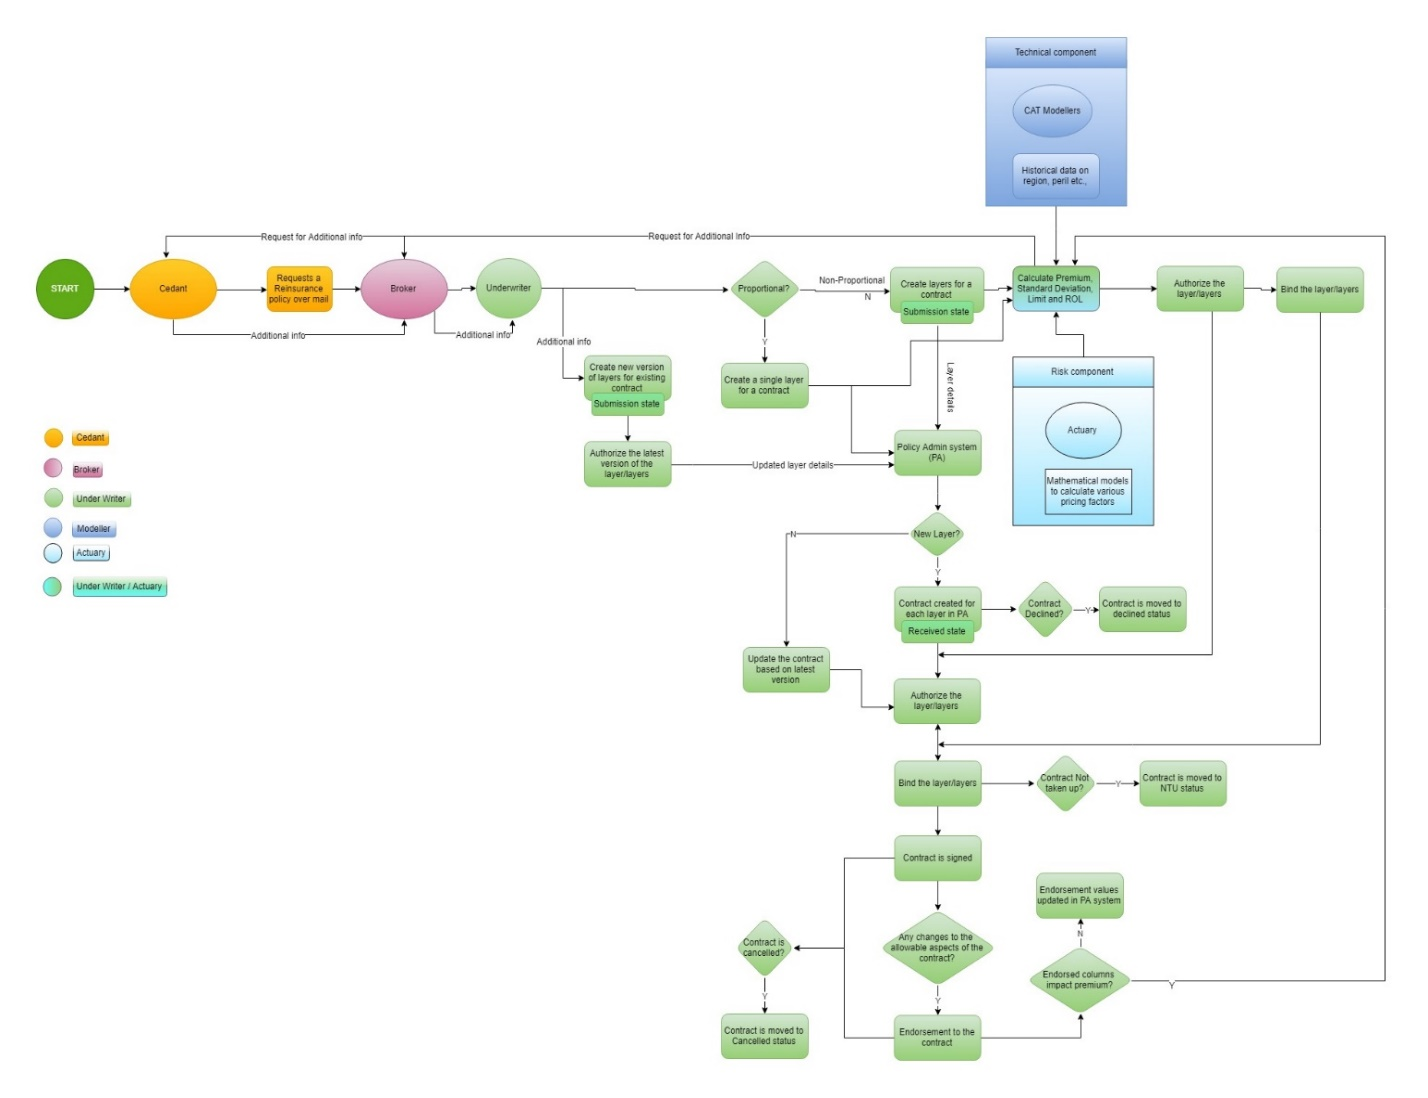 Technical component
CAT Modellers
Historical data on
region, peril etc.,
Request for Additional info
Request for Additional Info
START
Cedant
Requests a
Reinsurance
policy over mail
Broker
Underwriter
Additional info
Additional info
Additional info
Proportional?
Non-Proportional
N
Y
Create layers for a
contract
Submission state
Calculate Premium,
Standard Deviation,
Limit and ROL
Authorize the
layer/layers
Bind the layer/layers
Create new version
of layers for existing
contract
Submission state
Create a single layer
for a contract
Layer details
Risk component
Actuary
Mathematical models
to calculate various
pricing factors
Authorize the latest
version of the
layer/layers
Updated layer details
Policy Admin system
(PA)
Cedant
Broker
Under Writer
Modeller
Actuary
Under Writer / Actuary
New Layer?
N
Y
Contract created for
each layer in PA
Received state
Contract
Declined?
Y
Contract is moved to
declined status
Update the contract
based on latest
version
Authorize the
layer/layers
Bind the layer/layers
Contract Not
taken up?
Y
Contract is moved to
NTU status
Contract is signed
Any changes to the
allowable aspects of the
contract?
Y
Contract is
cancelled?
Y
Contract is moved to
Cancelled status
Endorsement to the
contract
Endorsement values
updated in PA system
N
Endorsed columns
impact premium?
Y